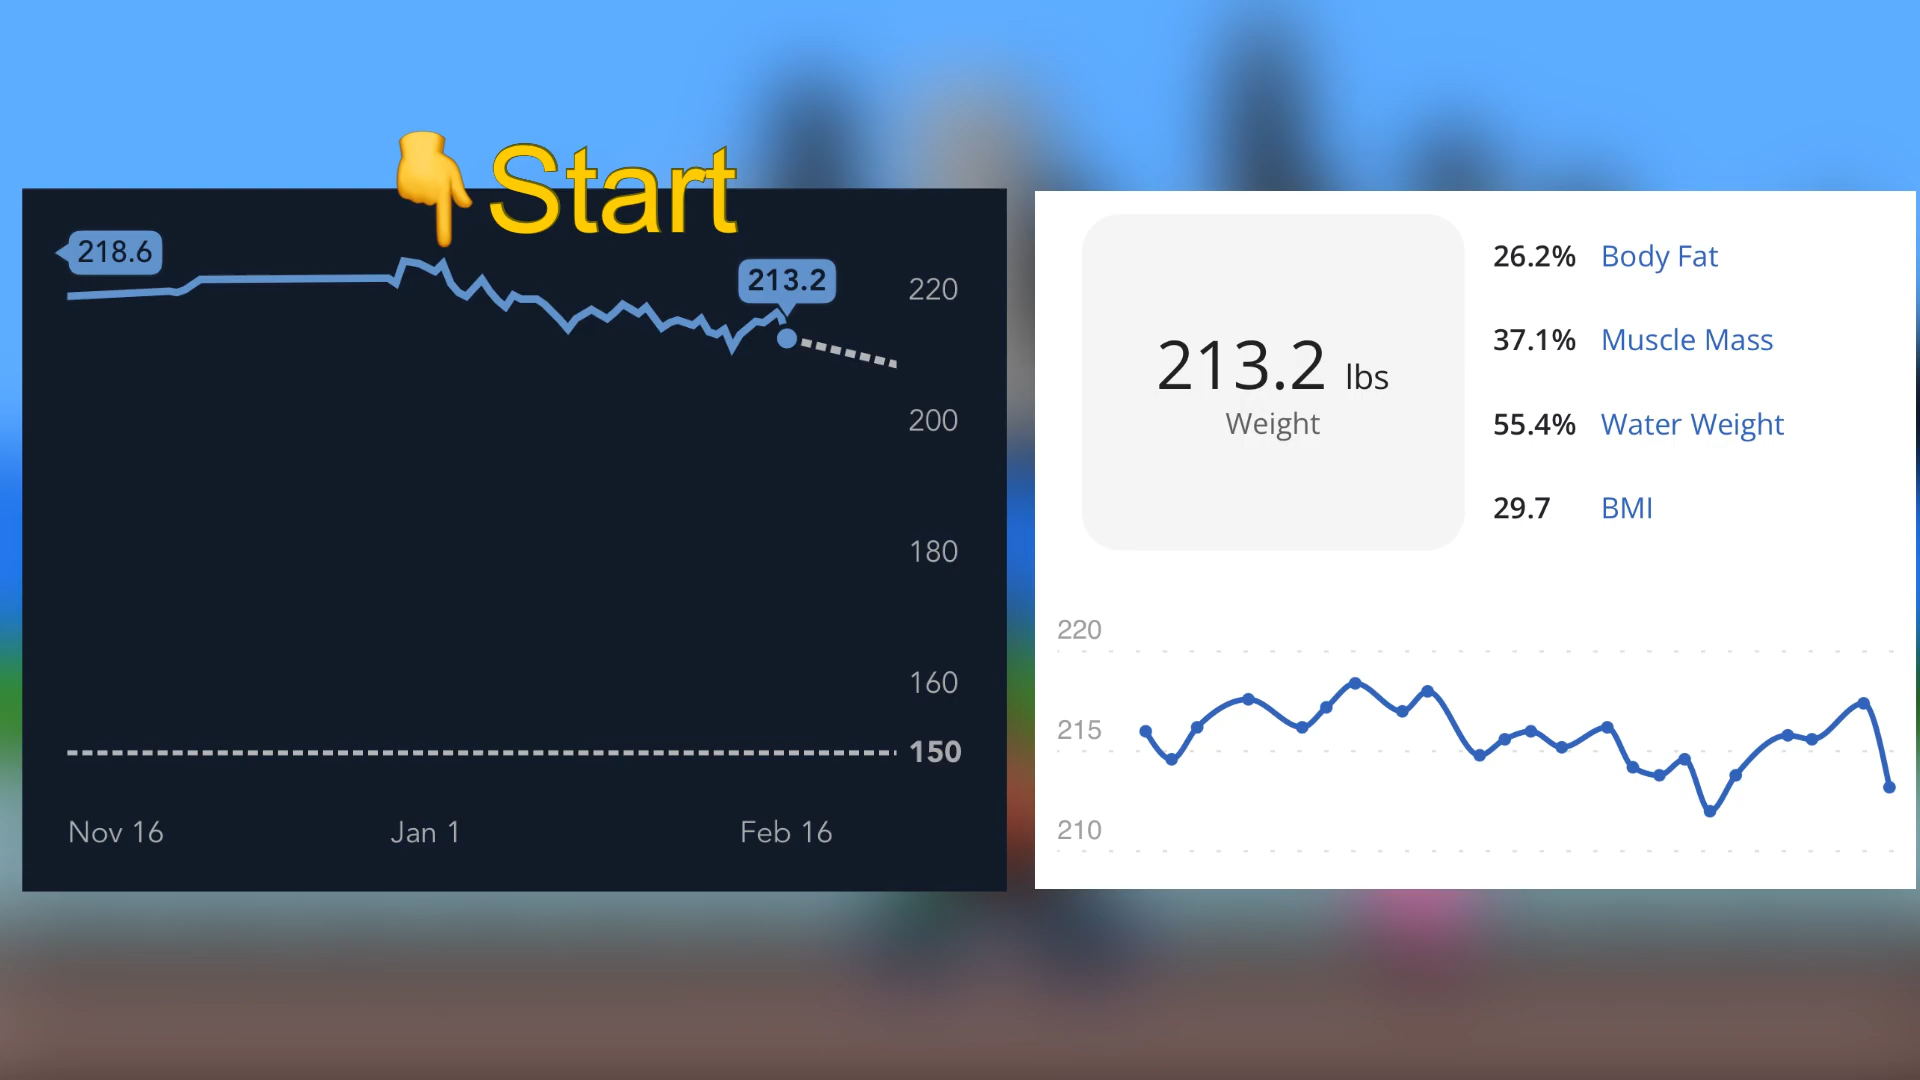 👇Start
218.6
213.2
220
200
180
160
150
Nov 16 Jan 1 Feb 16
213.2 lbs
Weight
26.2% Body Fat
37.1% Muscle Mass
55.4% Water Weight
29.7 BMI
220
215
210